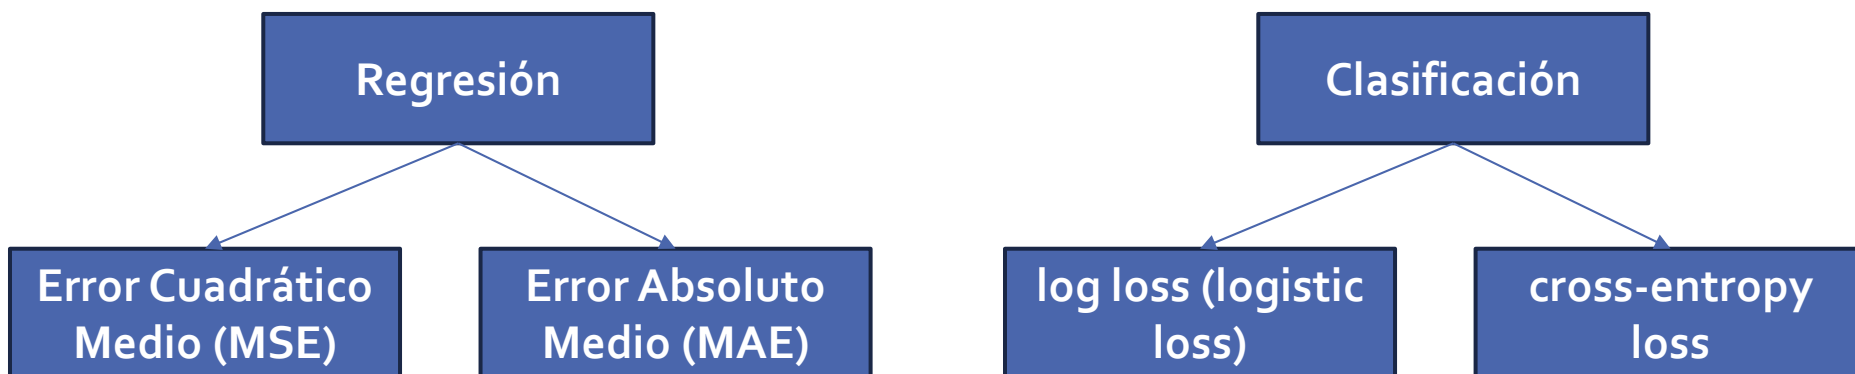 Regresión
Clasificación
Error Cuadrático
Medio (MSE)
Error Absoluto
Medio (MAE)
log loss (logistic
loss)
cross-entropy
loss